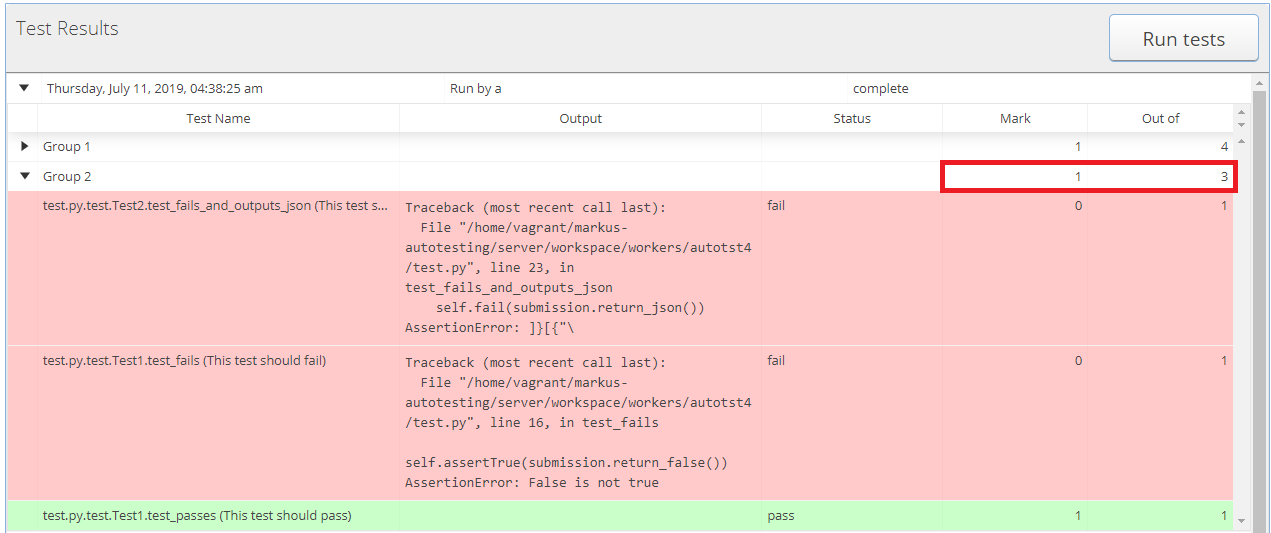 Test Results
Run tests
Thursday, July 11, 2019, 04:38:25 am Run by a complete
Test Name Output Status Mark Out of
Group 1 1 4
Group 2 1 3
test.py.test.Test2.test_fails_and_outputs_json (This test s... Traceback (most recent call last): fail 0 1
File "/home/vagrant/markus-
autotesting/server/workspace/workers/autotst4
/test.py", line 23, in
test_fails_and_outputs_json
self.fail(submission.return_json())
AssertionError: ]}[{"\
test.py.test.Test1.test_fails (This test should fail) Traceback (most recent call last): fail 0 1
File "/home/vagrant/markus-
autotesting/server/workspace/workers/autotst4
/test.py", line 16, in test_fails
self.assertTrue(submission.return_false())
AssertionError: False is not true
test.py.test.Test1.test_passes (This test should pass) pass 1 1